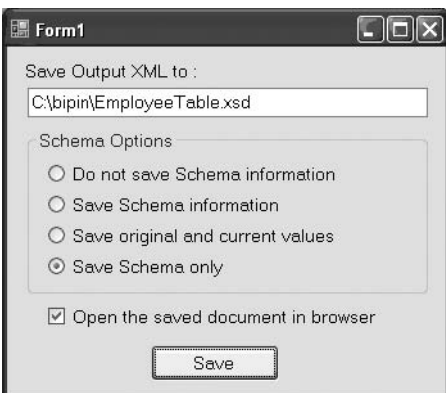 Form1
Save Output XML to :
C:\bipin\EmployeeTable.xsd
Schema Options
Do not save Schema information
Save Schema information
Save original and current values
Save Schema only
Open the saved document in browser
Save